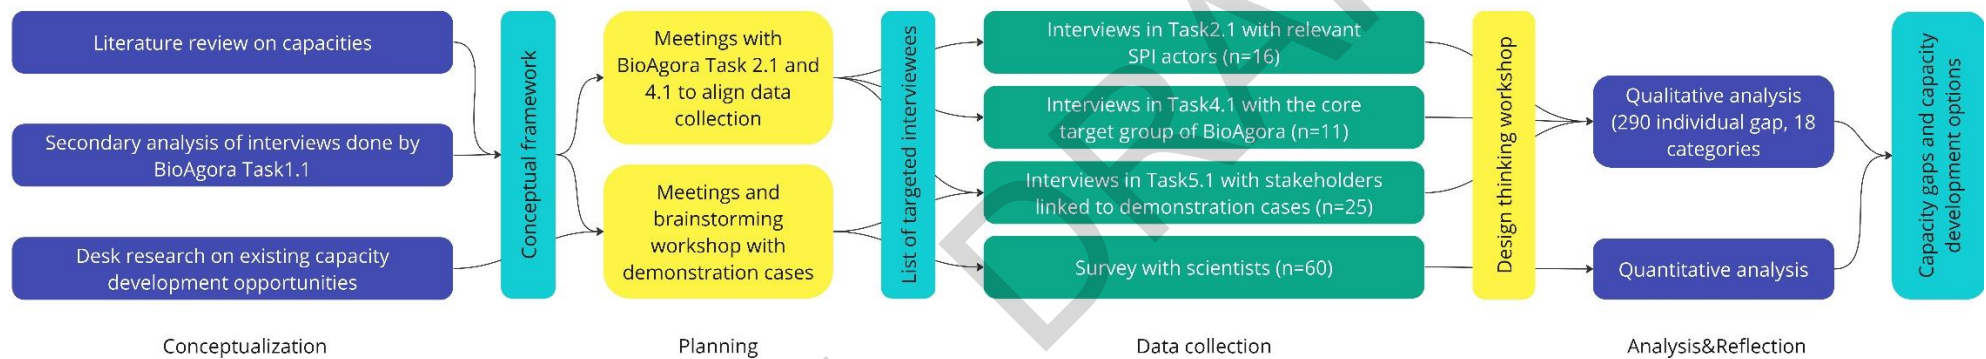 Literature review on capacities
Secondary analysis of interviews done by
BioAgora Task1.1
Desk research on existing capacity
development opportunities
Conceptual framework
Meetings with
BioAgora Task 2.1 and
4.1 to align data
collection
Meetings and
brainstorming
workshop with
demonstration cases
List of targeted interviewees
Interviews in Task2.1 with relevant
SPI actors (n=16)
Interviews in Task4.1 with the core
target group of BioAgora (n=11)
Interviews in Task5.1 with stakeholders
linked to demonstration cases (n=25)
Survey with scientists (n=60)
Design thinking workshop
Qualitative analysis
(290 individual gap, 18
categories
Quantitative analysis
Capacity gaps and capacity
development options
Conceptualization
Planning
Data collection
Analysis&Reflection